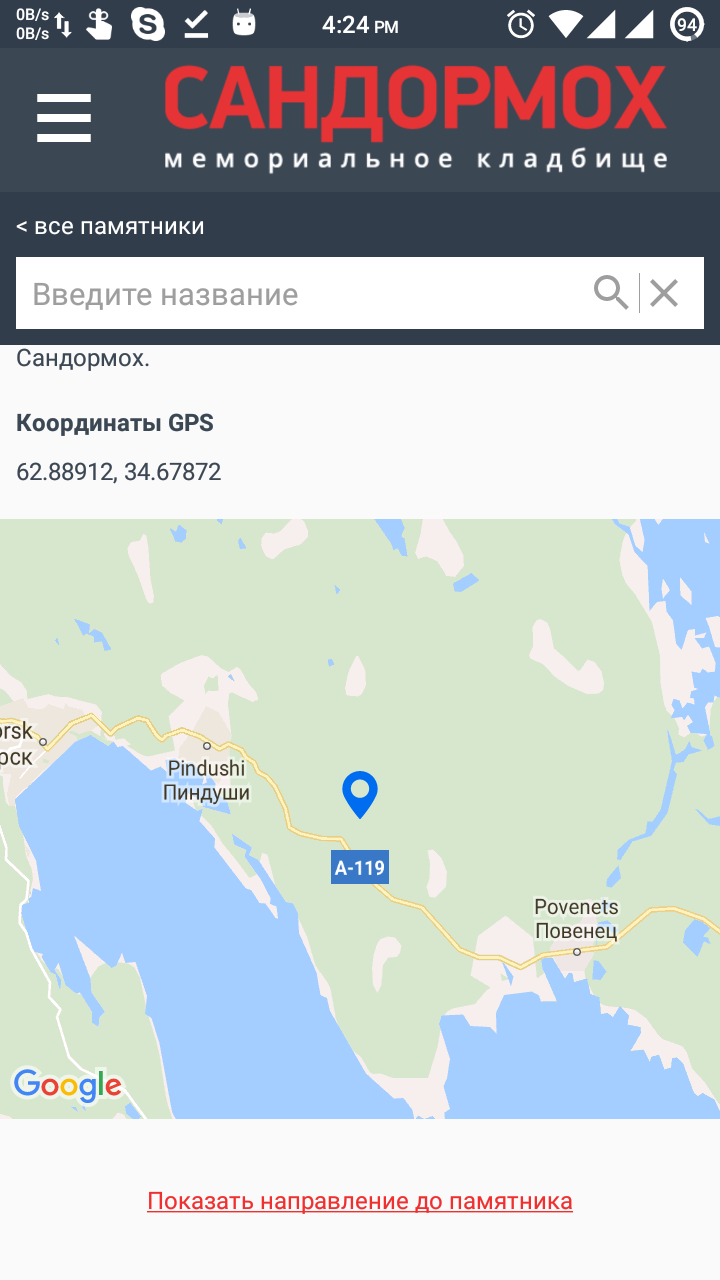 0B/s
0B/s
4:24 PM
94
САНДОРМОХ
мемориальное кладбище
< все памятники
Введите название
Сандормох.
Координаты GPS
62.88912, 34.67872
orsk
рск
Pindushi
Пиндуши
A-119
Povenets
Повенец
Google
Показать направление до памятника